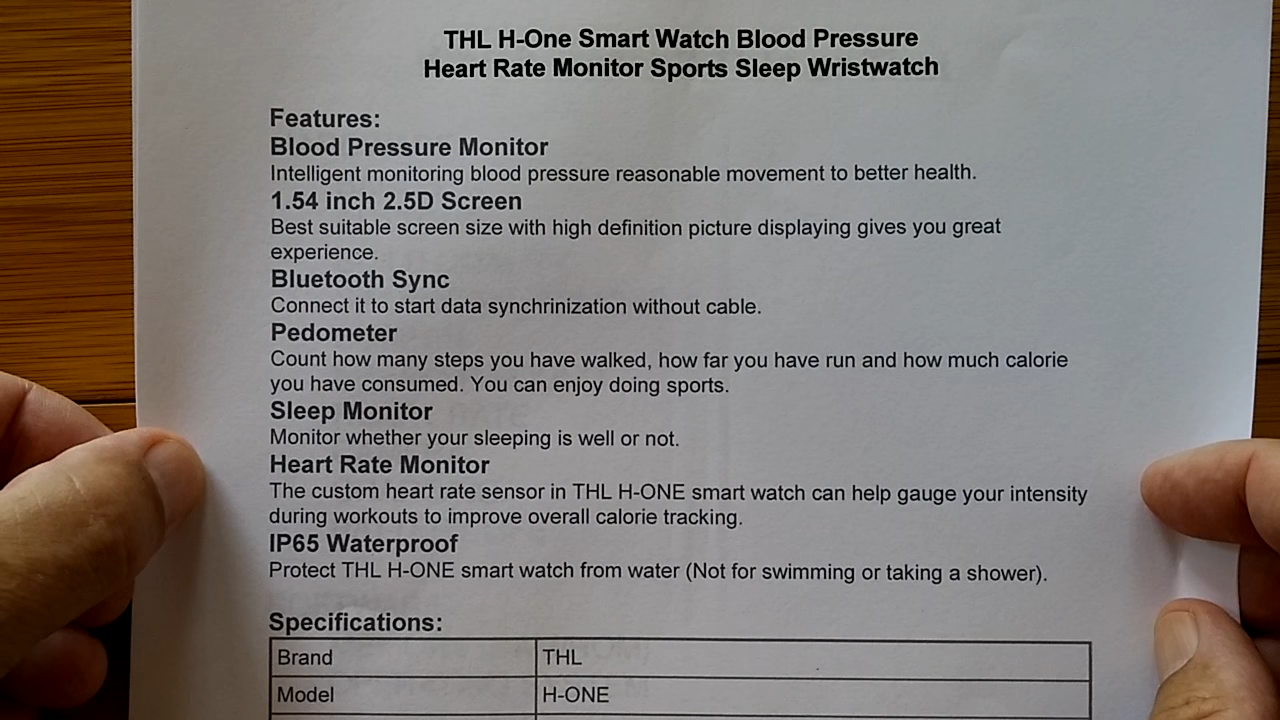 THL H-One Smart Watch Blood Pressure
Heart Rate Monitor Sports Sleep Wristwatch
Features:
Blood Pressure Monitor
Intelligent monitoring blood pressure reasonable movement to better health.
1.54 inch 2.5D Screen
Best suitable screen size with high definition picture displaying gives you great
experience.
Bluetooth Sync
Connect it to start data synchrinization without cable.
Pedometer
Count how many steps you have walked, how far you have run and how much calorie
you have consumed. You can enjoy doing sports.
Sleep Monitor
Monitor whether your sleeping is well or not.
Heart Rate Monitor
The custom heart rate sensor in THL H-ONE smart watch can help gauge your intensity
during workouts to improve overall calorie tracking.
IP65 Waterproof
Protect THL H-ONE smart watch from water (Not for swimming or taking a shower).
Specifications:
Brand THL
Model H-ONE